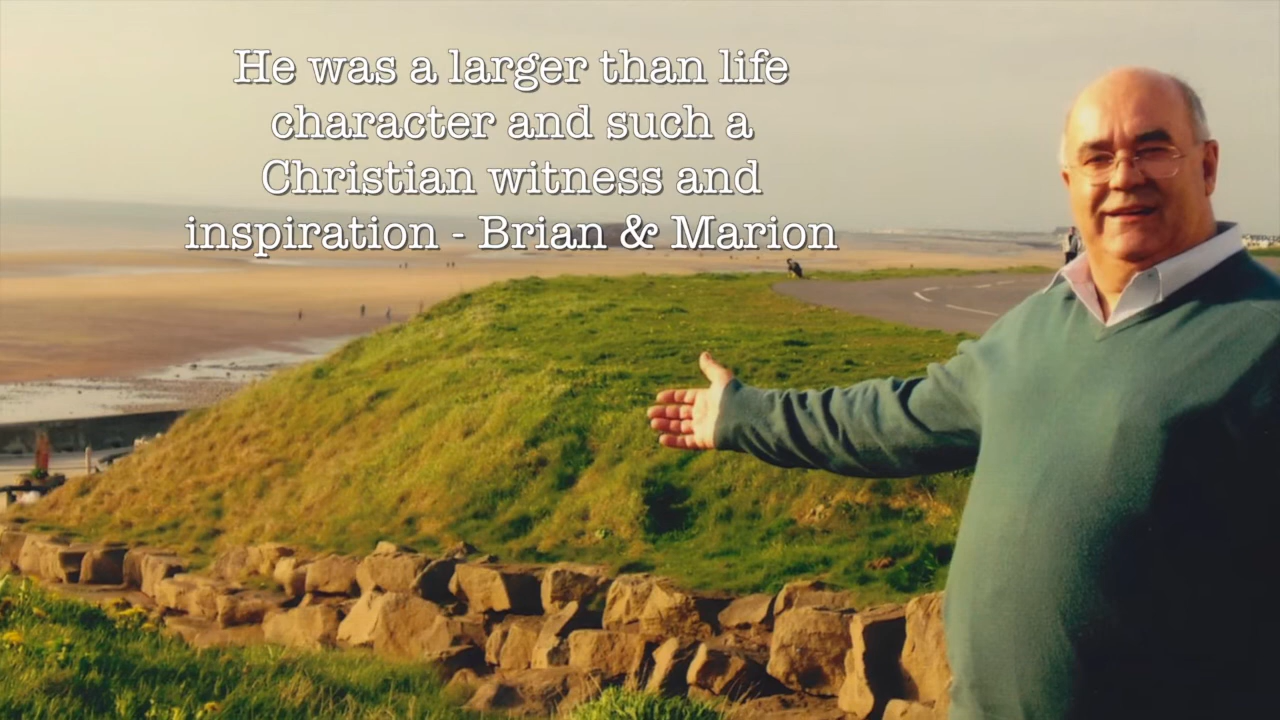 He was a larger than life
character and such a
Christian witness and
inspiration - Brian & Marion